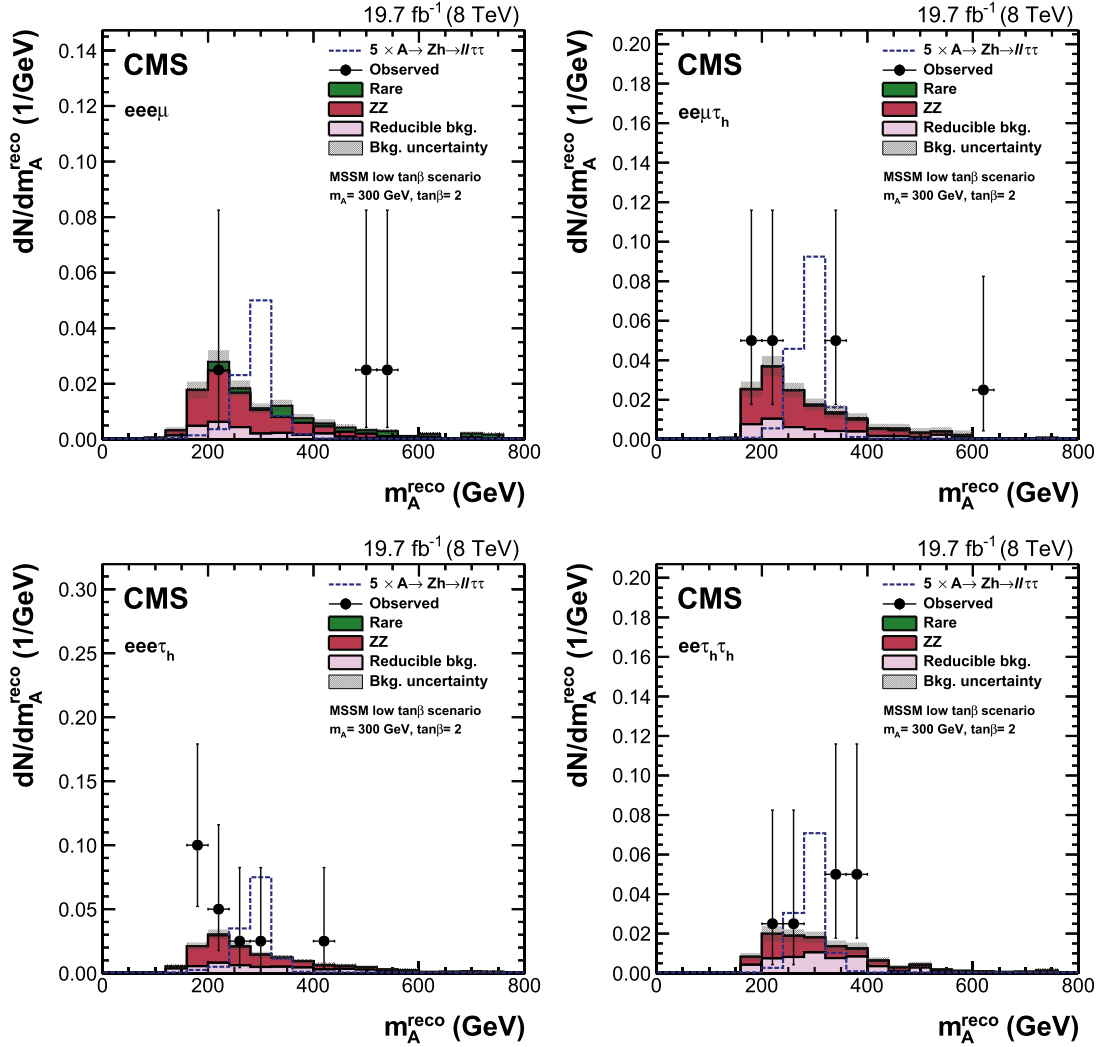 19.7 fb⁻¹ (8 TeV)
CMS
eeeμ
5 × A→ Zh→llττ
Observed
Rare
ZZ
Reducible bkg.
Bkg. uncertainty
MSSM low tanβ scenario
m_A= 300 GeV, tanβ= 2
dN/dm_A^reco (1/GeV)
0.14
0.12
0.10
0.08
0.06
0.04
0.02
0.00
0 200 400 600 800
m_A^reco (GeV)
19.7 fb⁻¹ (8 TeV)
CMS
eeμτ_h
5 × A→ Zh→llττ
Observed
Rare
ZZ
Reducible bkg.
Bkg. uncertainty
MSSM low tanβ scenario
m_A= 300 GeV, tanβ= 2
dN/dm_A^reco (1/GeV)
0.20
0.18
0.16
0.14
0.12
0.10
0.08
0.06
0.04
0.02
0.00
0 200 400 600 800
m_A^reco (GeV)
19.7 fb⁻¹ (8 TeV)
CMS
eeeτ_h
5 × A→ Zh→llττ
Observed
Rare
ZZ
Reducible bkg.
Bkg. uncertainty
MSSM low tanβ scenario
m_A= 300 GeV, tanβ= 2
dN/dm_A^reco (1/GeV)
0.30
0.25
0.20
0.15
0.10
0.05
0.00
0 200 400 600 800
m_A^reco (GeV)
19.7 fb⁻¹ (8 TeV)
CMS
eeτ_hτ_h
5 × A→ Zh→llττ
Observed
Rare
ZZ
Reducible bkg.
Bkg. uncertainty
MSSM low tanβ scenario
m_A= 300 GeV, tanβ= 2
dN/dm_A^reco (1/GeV)
0.20
0.18
0.16
0.14
0.12
0.10
0.08
0.06
0.04
0.02
0.00
0 200 400 600 800
m_A^reco (GeV)